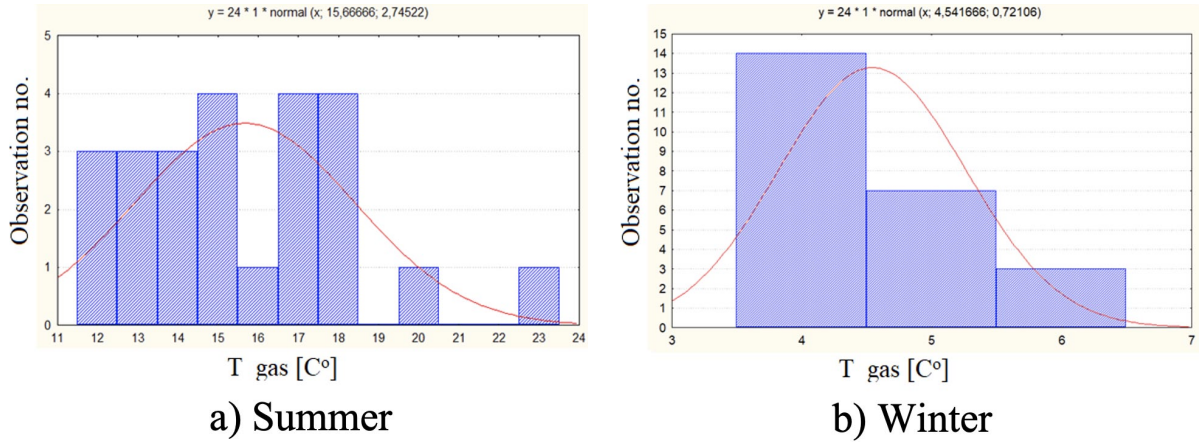 y = 24 * 1 * normal (x; 15,66666; 2,74522)
5
4
3
2
1
0
Observation no.
11 12 13 14 15 16 17 18 19 20 21 22 23 24
T gas [Cº]
a) Summer
y = 24 * 1 * normal (x; 4,541666; 0,72106)
15
14
13
12
11
10
9
8
7
6
5
4
3
2
1
0
Observation no.
3 4 5 6 7
T gas [Cº]
b) Winter